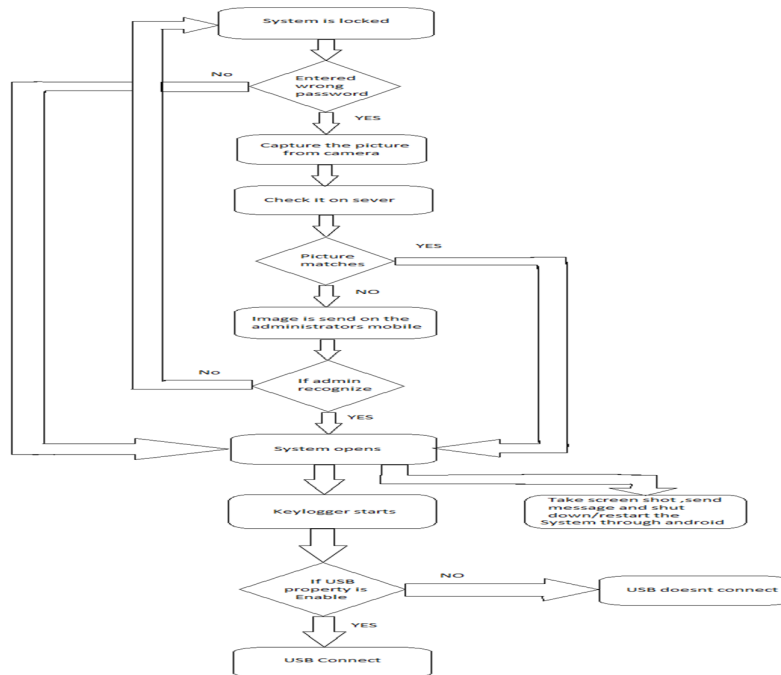 System is locked
No
Entered
wrong
password
YES
Capture the picture
from camera
Check it on sever
YES
Picture
matches
NO
Image is send on the
administrators mobile
No
If admin
recognize
YES
System opens
Keylogger starts
Take screen shot ,send
message and shut
down/restart the
System through android
If USB
property is
Enable
NO
USB doesnt connect
YES
USB Connect